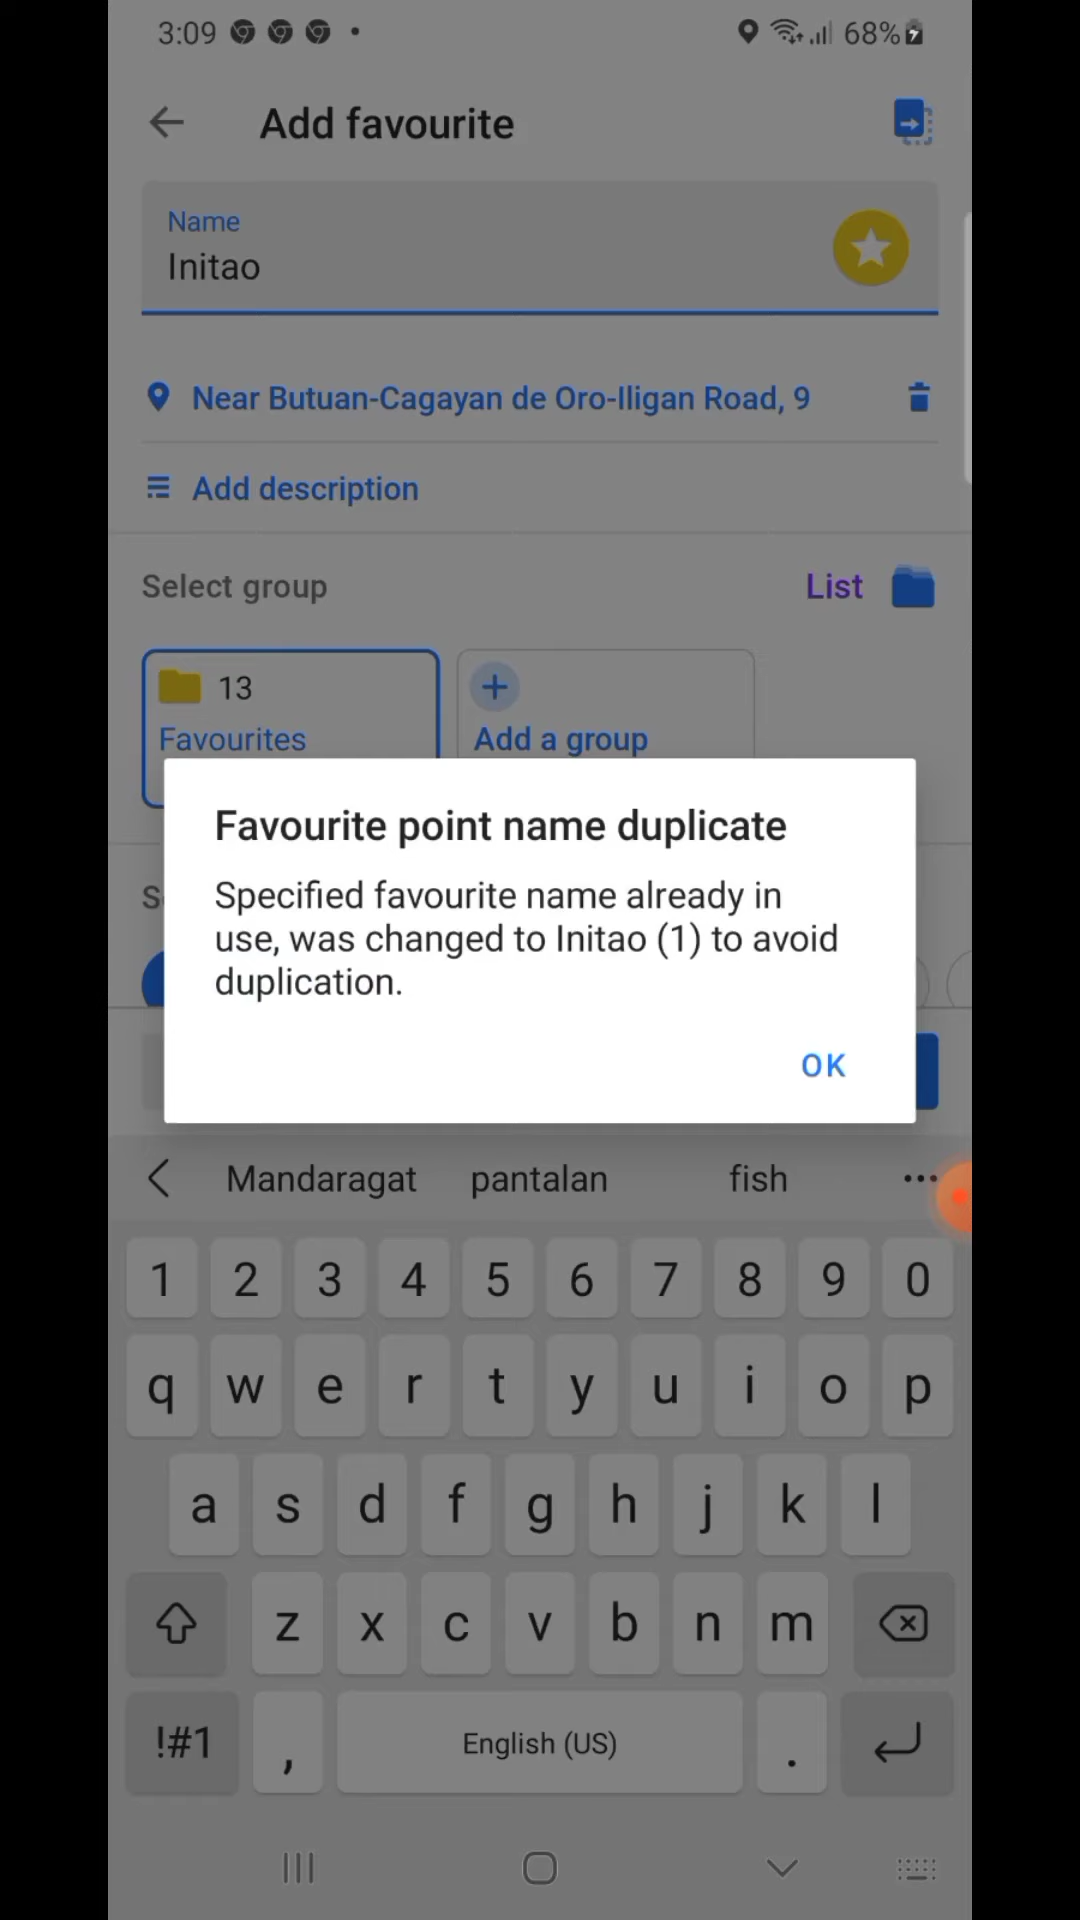 3:09
68%
Add favourite
Name
Initao
Near Butuan-Cagayan de Oro-Iligan Road, 9
Add description
Select group
List
13
Favourites
Add a group
Favourite point name duplicate
Specified favourite name already in
use, was changed to Initao (1) to avoid
duplication.
OK
Mandaragat pantalan fish
1 2 3 4 5 6 7 8 9 0
q w e r t y u i o p
a s d f g h j k l
z x c v b n m
!#1 , English (US) .